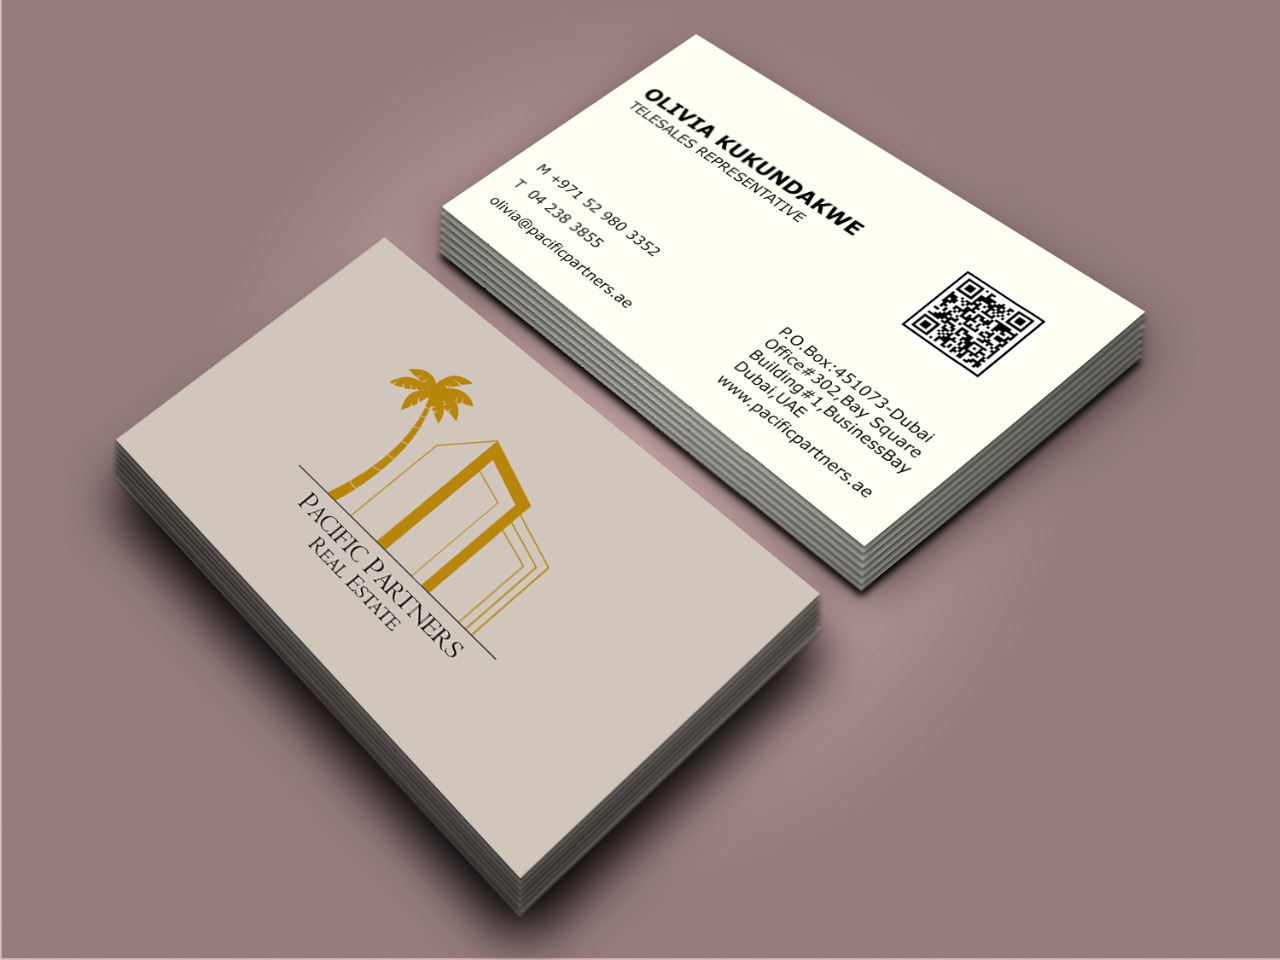 OLIVIA KUKUNDAKWE
TELESALES REPRESENTATIVE
M +971 52 980 3352
T 04 238 3855
olivia@pacificpartners.ae
P.O.Box:451073-Dubai
Office#302,Bay Square
Building#1,BusinessBay
Dubai,UAE
www.pacificpartners.ae
PACIFIC PARTNERS
REAL ESTATE